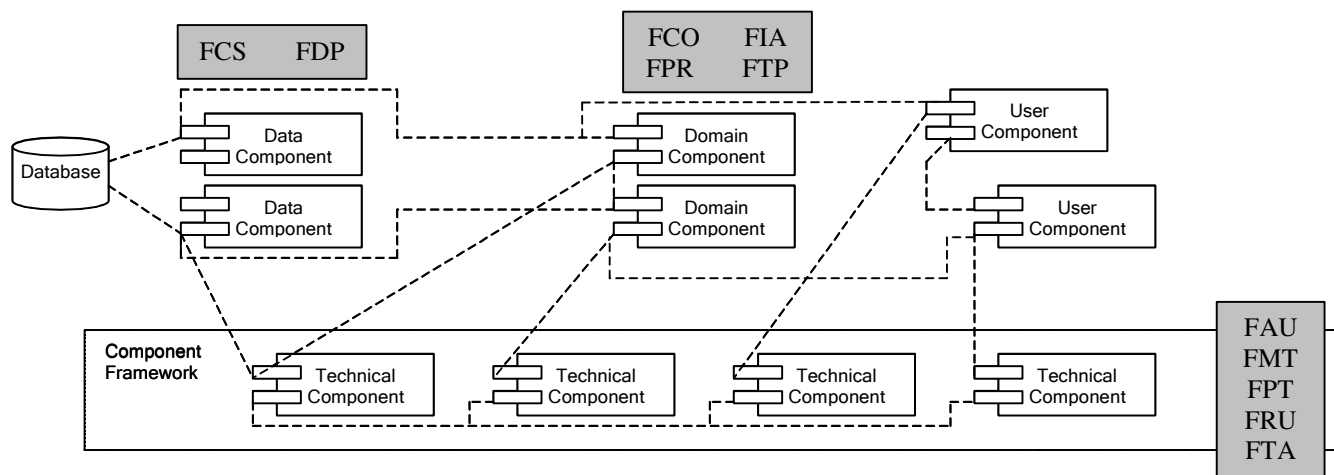 FCS FDP
FCO FIA
FPR FTP
Data
Component
Domain
Component
User
Component
Database
Data
Component
Domain
Component
User
Component
Component
Framework
Technical
Component
Technical
Component
Technical
Component
Technical
Component
FAU
FMT
FPT
FRU
FTA